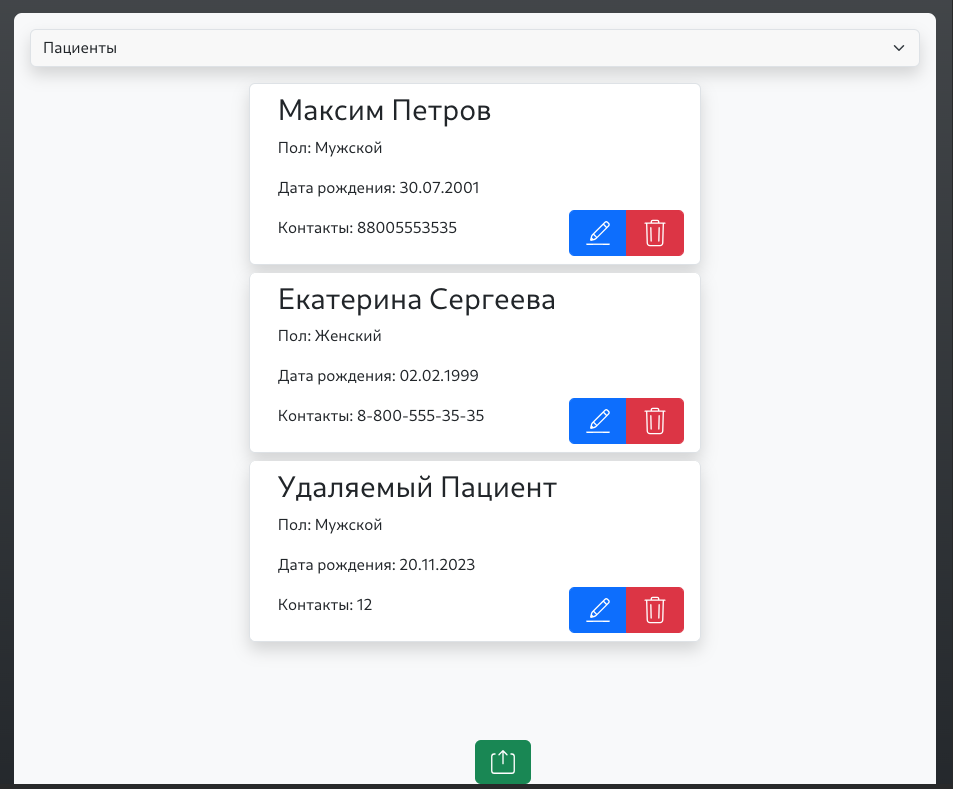 Пациенты
Максим Петров
Пол: Мужской
Дата рождения: 30.07.2001
Контакты: 88005553535
Екатерина Сергеева
Пол: Женский
Дата рождения: 02.02.1999
Контакты: 8-800-555-35-35
Удаляемый Пациент
Пол: Мужской
Дата рождения: 20.11.2023
Контакты: 12